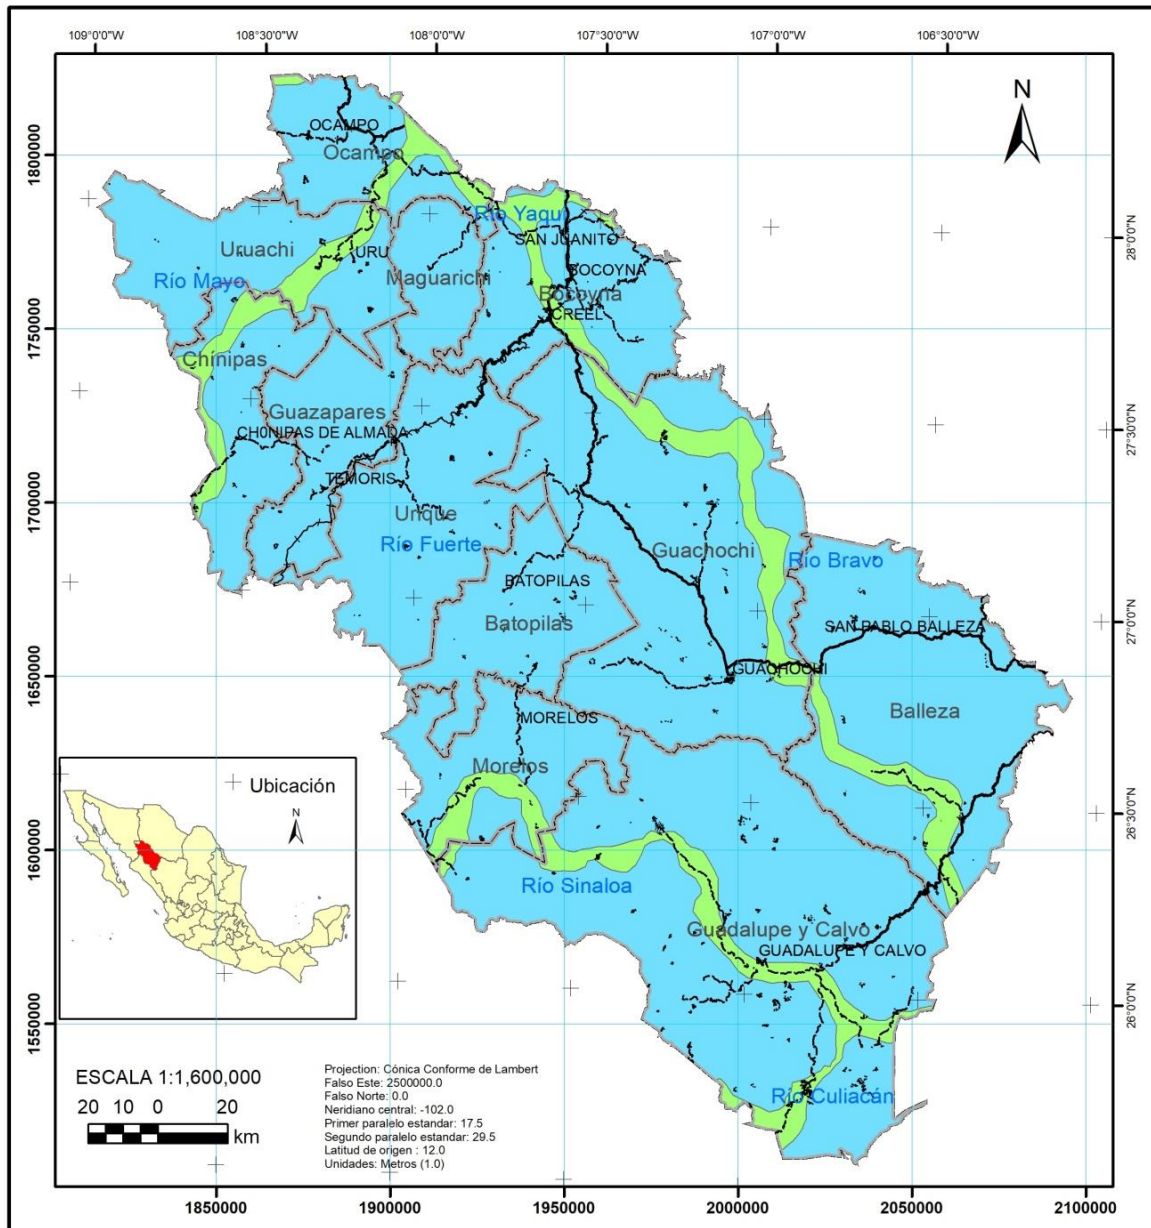 109°0'0"W
108°30'0"W
108°0'0"W
107°30'0"W
107°0'0"W
106°30'0"W
N
OCAMPO
Ocampo
1800000
Río Yaqui
28°0'0"N
SAN JUANITO
Uruachi
URU
BOCOYNA
Río Mayo
Maguarichi
Bocoyna
CREEL
1750000
Chínipas
Guazapares
CH0NIPAS DE ALMADA
27°30'0"N
TEMORIS
1700000
Urique
Río Fuerte
Guachochi
Río Bravo
BATOPILAS
Batopilas
SAN PABLO BALLEZA
27°0'0"N
GUACHOCHI
1650000
MORELOS
Balleza
Morelos
Ubicación
N
26°30'0"N
1600000
Río Sinaloa
Guadalupe y Calvo
GUADALUPE Y CALVO
26°0'0"N
1550000
ESCALA 1:1,600,000
20 10 0 20
km
Projection: Cónica Conforme de Lambert
Falso Este: 2500000.0
Falso Norte: 0.0
Neridiano central: -102.0
Primer paralelo estandar: 17.5
Segundo paralelo estandar: 29.5
Latitud de origen : 12.0
Unidades: Metros (1.0)
Río Culiacán
1850000
1900000
1950000
2000000
2050000
2100000